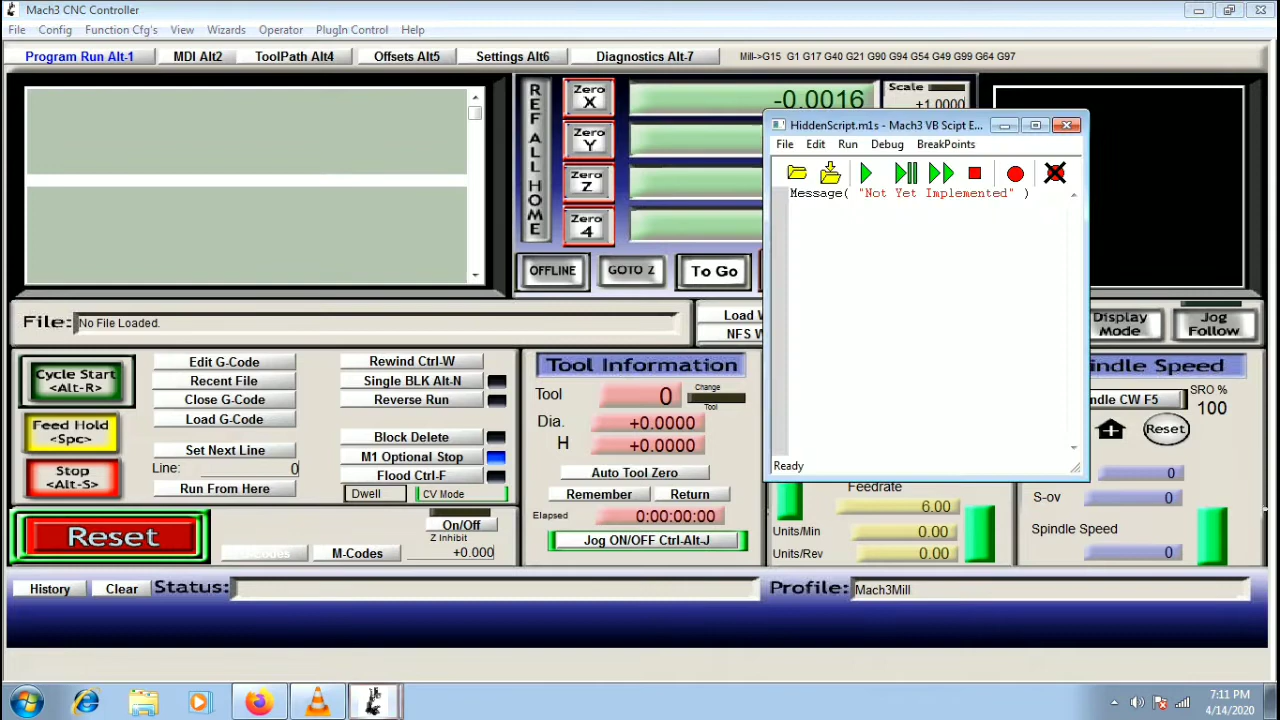 Mach3 CNC Controller
File Config Function Cfg's View Wizards Operator PlugIn Control Help
Program Run Alt-1 MDI Alt2 ToolPath Alt4 Offsets Alt5 Settings Alt6 Diagnostics Alt-7 Mill->G15 G1 G17 G40 G21 G90 G94 G54 G49 G99 G64 G97
REF ALL HOME
Zero X
-0.0016
Scale
+1.0000
Zero Y
Zero Z
Zero 4
OFFLINE GOTO Z To Go
HiddenScript.m1s - Mach3 VB Scipt E...
File Edit Run Debug BreakPoints
Message( "Not Yet Implemented" )
Ready
File: No File Loaded.
Load W
NFS W
Display Mode
Jog Follow
Cycle Start <Alt-R>
Feed Hold <Spc>
Stop <Alt-S>
Reset
Edit G-Code
Recent File
Close G-Code
Load G-Code
Set Next Line
Line: 0
Run From Here
Rewind Ctrl-W
Single BLK Alt-N
Reverse Run
Block Delete
M1 Optional Stop
Flood Ctrl-F
Dwell CV Mode
On/Off
Z Inhibit
+0.000
M-Codes
Tool Information
Tool 0 Change Tool
Dia. +0.0000
H +0.0000
Auto Tool Zero
Remember Return
Elapsed 0:00:00:00
Jog ON/OFF Ctrl-Alt-J
Feedrate
6.00
Units/Min 0.00
Units/Rev 0.00
indle Speed
ndle CW F5
SRO %
100
Reset
0
S-ov 0
Spindle Speed
0
History Clear Status: Profile: Mach3Mill
7:11 PM
4/14/2020